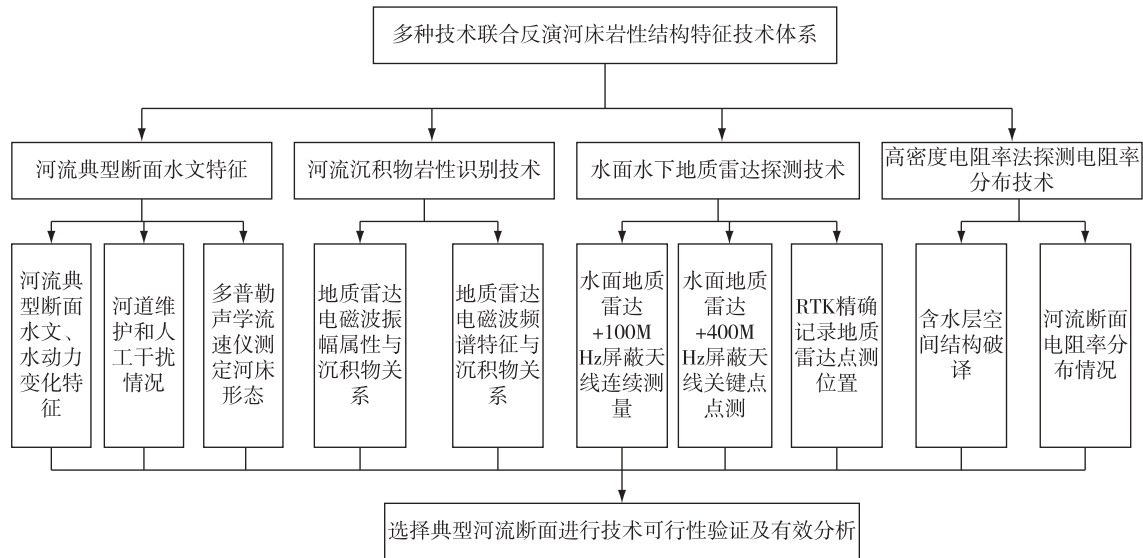 多种技术联合反演河床岩性结构特征技术体系
河流典型断面水文特征
河流沉积物岩性识别技术
水面水下地质雷达探测技术
高密度电阻率法探测电阻率
分布技术
河流典
型断面
水文、
水动力
变化特
征
河道维
护和人
工干扰
情况
多普勒
声学流
速仪测
定河床
形态
地质雷达
电磁波振
幅属性与
沉积物关
系
地质雷达
电磁波频
谱特征与
沉积物关
系
水面地质
雷达
+100M
Hz屏蔽天
线连续测
量
水面地质
雷达
+400M
Hz屏蔽天
线关键点
点测
RTK精确
记录地质
雷达点测
位置
含水层空
间结构破
译
河流断面
电阻率分
布情况
选择典型河流断面进行技术可行性验证及有效分析